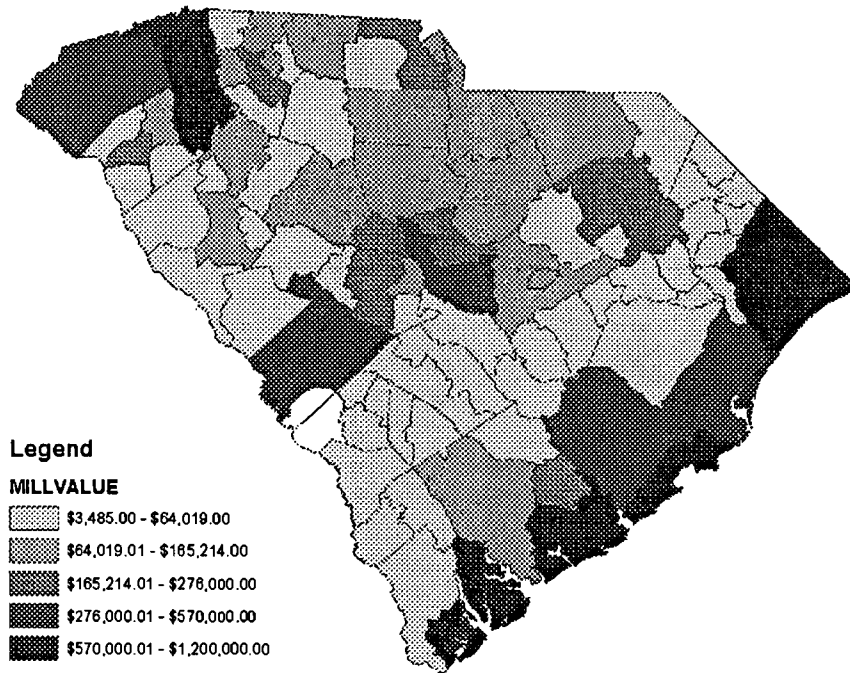 Legend
MILLVALUE
$3,485.00 - $64,019.00
$64,019.01 - $165,214.00
$165,214.01 - $276,000.00
$276,000.01 - $570,000.00
$570,000.01 - $1,200,000.00